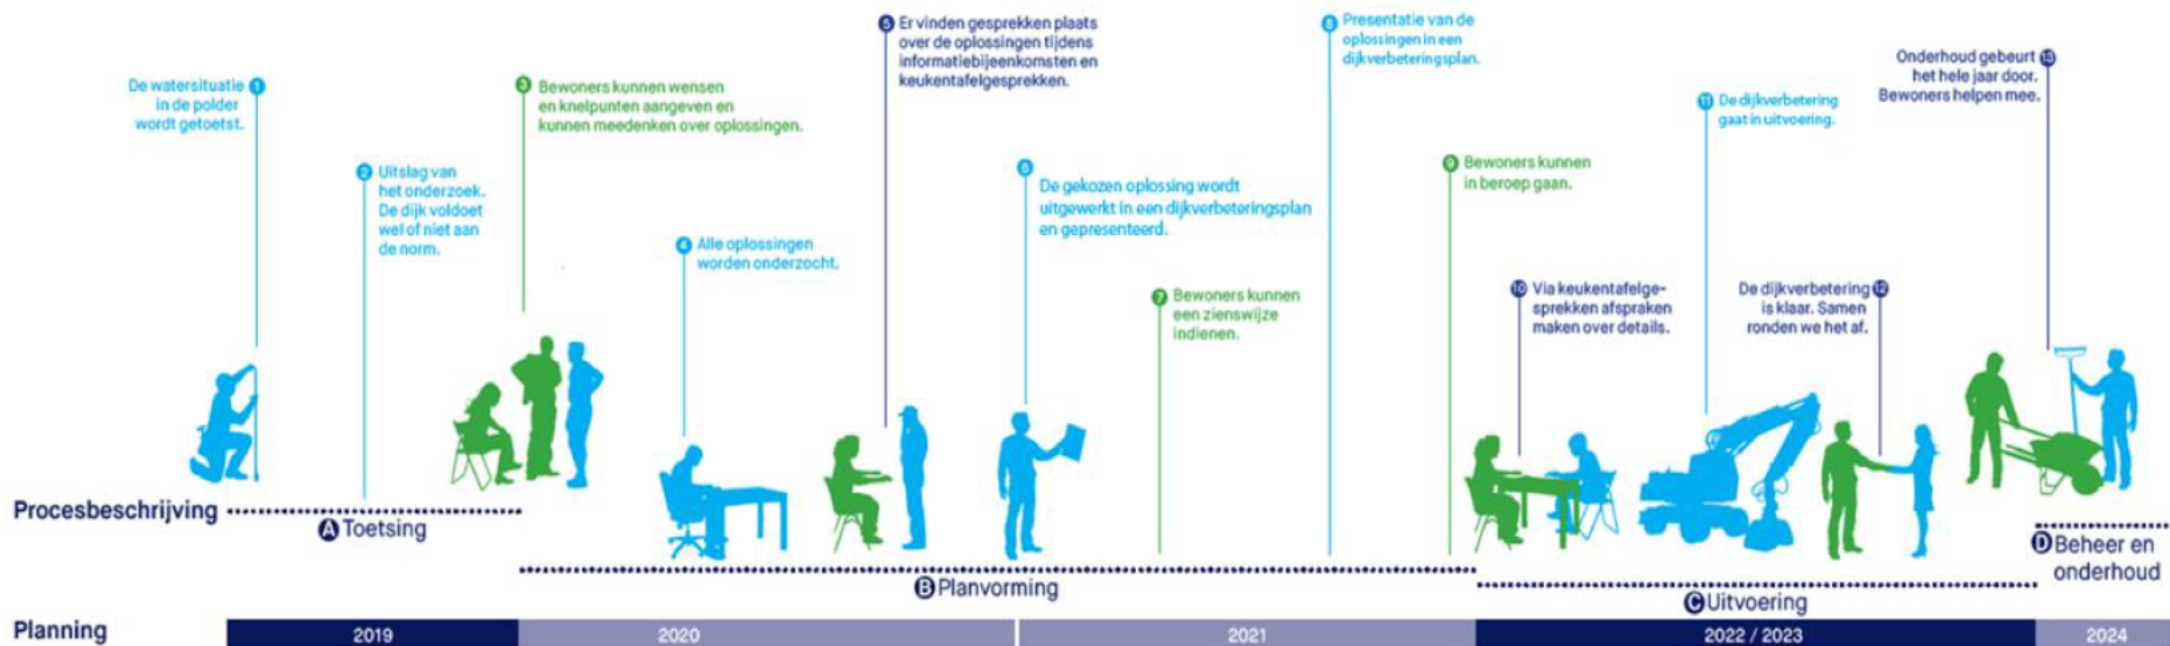 1
De watersituatie
in de polder
wordt getoetst.
2
Uitslag van
het onderzoek.
De dijk voldoet
wel of niet aan
de norm.
3
Bewoners kunnen wensen
en knelpunten aangeven en
kunnen meedenken over oplossingen.
4
Alle oplossingen
worden onderzocht.
5
Er vinden gesprekken plaats
over de oplossingen tijdens
informatiebijeenkomsten en
keukentafelgesprekken.
6
De gekozen oplossing wordt
uitgewerkt in een dijkverbeteringsplan
en gepresenteerd.
7
Bewoners kunnen
een zienswijze
indienen.
8
Presentatie van de
oplossingen in een
dijkverbeteringsplan.
9
Bewoners kunnen
in beroep gaan.
10
Via keukentafelge-
sprekken afspraken
maken over details.
11
De dijkverbetering
gaat in uitvoering.
12
De dijkverbetering
is klaar. Samen
ronden we het af.
13
Onderhoud gebeurt
het hele jaar door.
Bewoners helpen mee.
Procesbeschrijving
A Toetsing
B Planvorming
C Uitvoering
D Beheer en
onderhoud
Planning
2019
2020
2021
2022 / 2023
2024